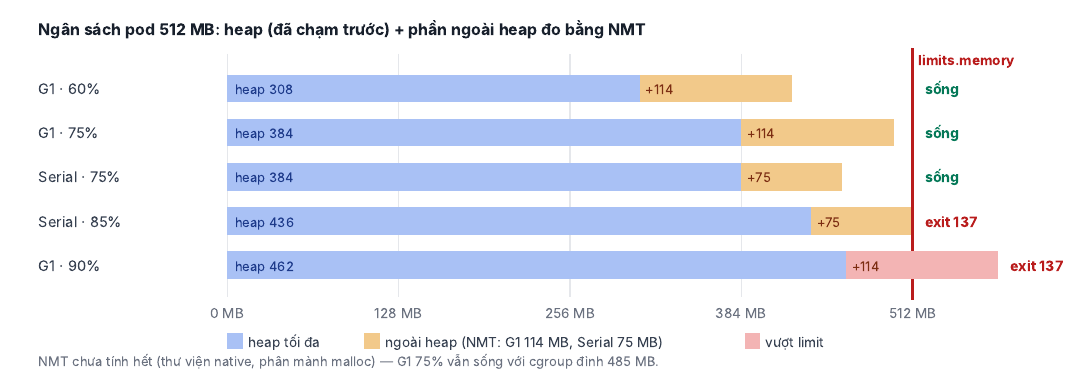 Ngân sách pod 512 MB: heap (đã chạm trước) + phần ngoài heap đo bằng NMT
limits.memory
G1 · 60% heap 308 +114 sống
G1 · 75% heap 384 +114 sống
Serial · 75% heap 384 +75 sống
Serial · 85% heap 436 +75 exit 137
G1 · 90% heap 462 +114 exit 137
0 MB 128 MB 256 MB 384 MB 512 MB
heap tối đa ngoài heap (NMT: G1 114 MB, Serial 75 MB) vượt limit
NMT chưa tính hết (thư viện native, phân mảnh malloc) — G1 75% vẫn sống với cgroup đỉnh 485 MB.